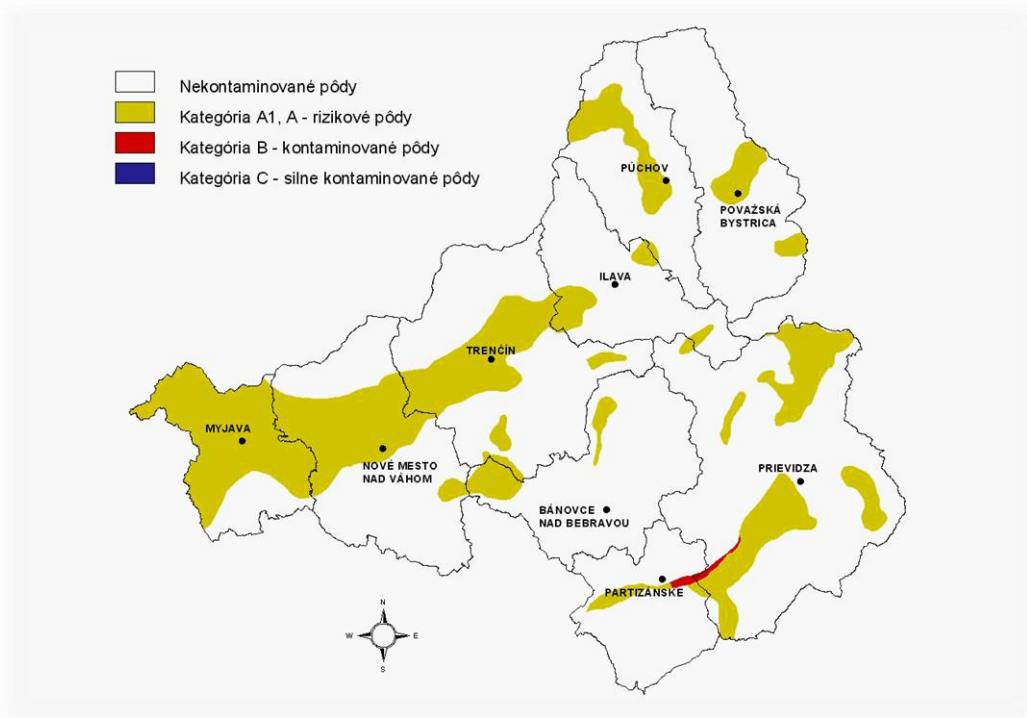 Nekontaminované pôdy
Kategória A1, A - rizikové pôdy
Kategória B - kontaminované pôdy
Kategória C - silne kontaminované pôdy
PÚCHOV
POVAŽSKÁ
BYSTRICA
ILAVA
TRENČÍN
MYJAVA
NOVÉ MESTO
NAD VÁHOM
PRIEVIDZA
BÁNOVCE
NAD BEBRAVOU
PARTIZÁNSKE
N
W
E
S